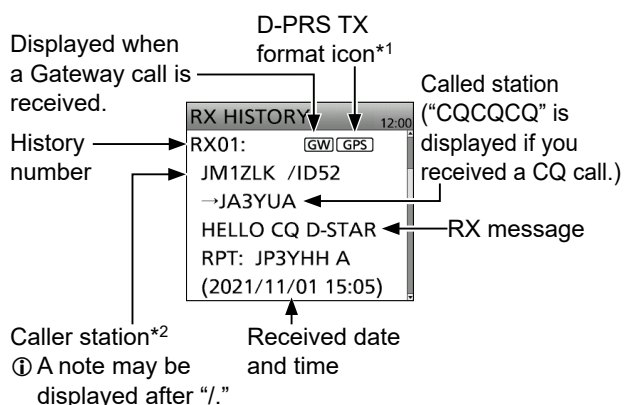 D-PRS TX
format icon*1
Displayed when
a Gateway call is
received.
Called station
(“CQCQCQ” is
displayed if you
received a CQ call.)
RX HISTORY 12:00
History
number
RX01: GW GPS
JM1ZLK /ID52
→JA3YUA
HELLO CQ D-STAR
RX message
RPT: JP3YHH A
(2021/11/01 15:05)
Caller station*2
ⓘ A note may be
displayed after “/.”
Received date
and time